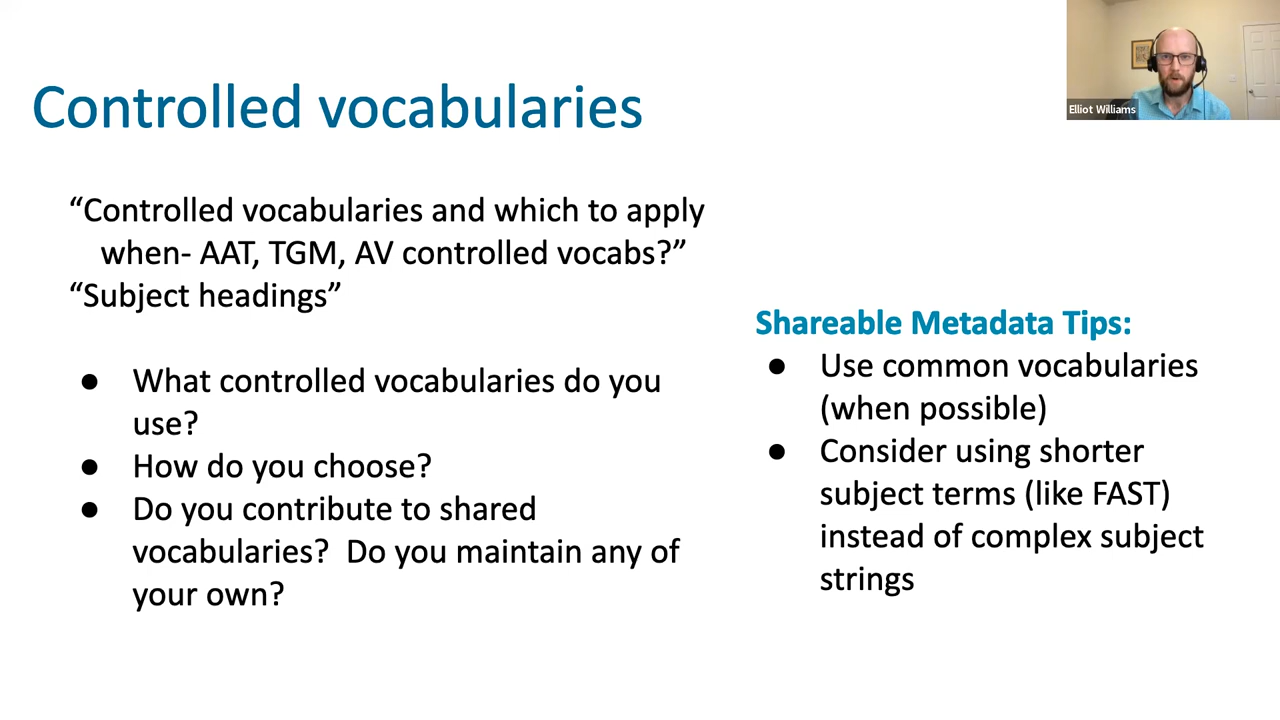 Controlled vocabularies
“Controlled vocabularies and which to apply
when- AAT, TGM, AV controlled vocabs?”
“Subject headings”
● What controlled vocabularies do you
use?
● How do you choose?
● Do you contribute to shared
vocabularies?  Do you maintain any of
your own?
Shareable Metadata Tips:
● Use common vocabularies
(when possible)
● Consider using shorter
subject terms (like FAST)
instead of complex subject
strings
Elliot Williams